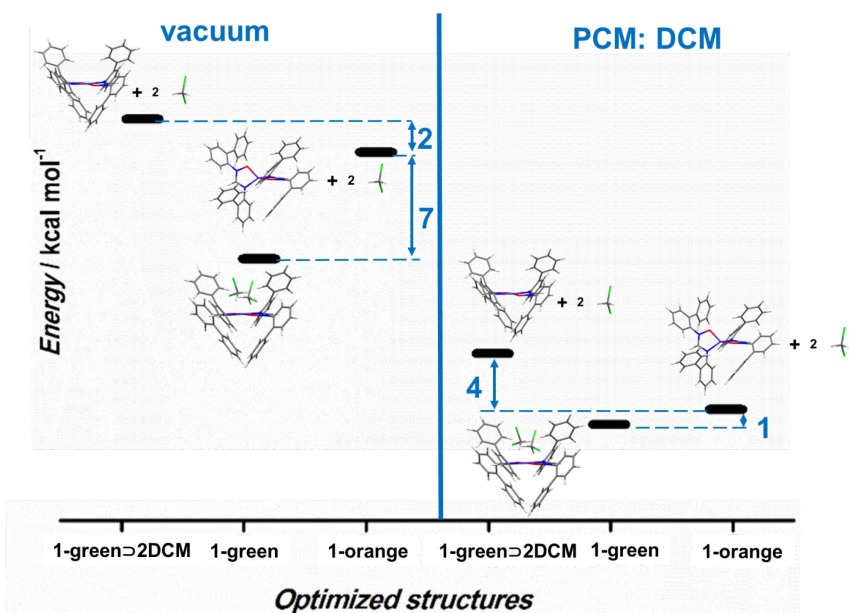 vacuum
PCM: DCM
Energy / kcal mol⁻¹
+ 2
2
+ 2
7
+ 2
+ 2
4
1
1-green⊃2DCM 1-green 1-orange 1-green⊃2DCM 1-green 1-orange
Optimized structures